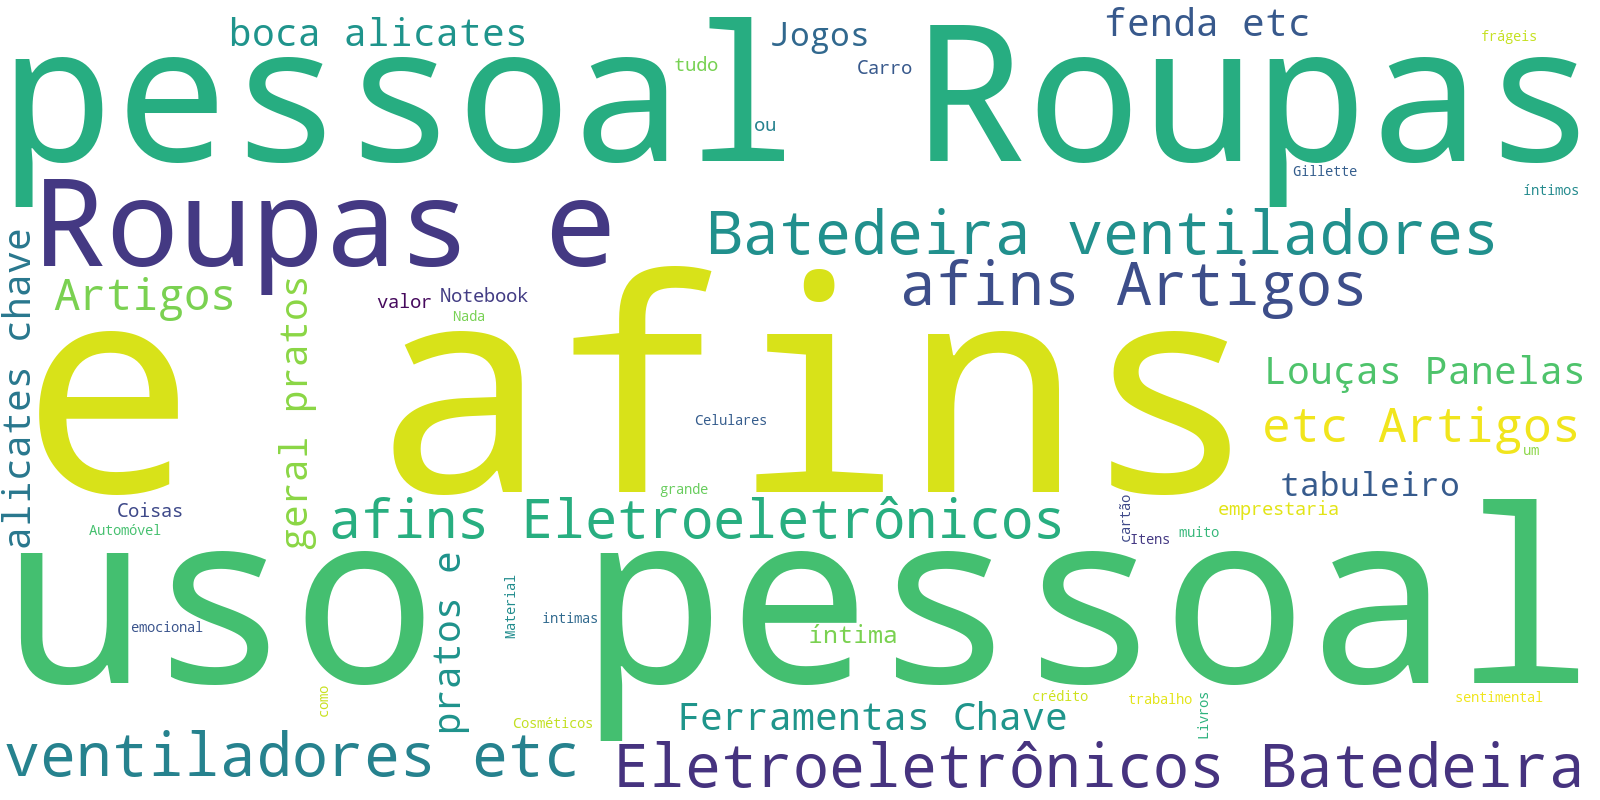 boca alicates
Jogos
fenda etc
frágeis
pessoal Roupas
tudo
Carro
ou
Gillette
íntimos
Roupas e
Batedeira ventiladores
alicates chave
Artigos
geral pratos
valor
Notebook
Nada
afins Artigos
e afins
Louças Panelas
etc Artigos
um
Celulares
tabuleiro
grande
Coisas
Automóvel
afins Eletroeletrônicos
cartão
Itens
muito
emprestaria
uso pessoal
emocional
pratos e
Material
intimas
íntima
como
Cosméticos
crédito
trabalho
Livros
sentimental
Ferramentas Chave
ventiladores etc
Eletroeletrônicos Batedeira